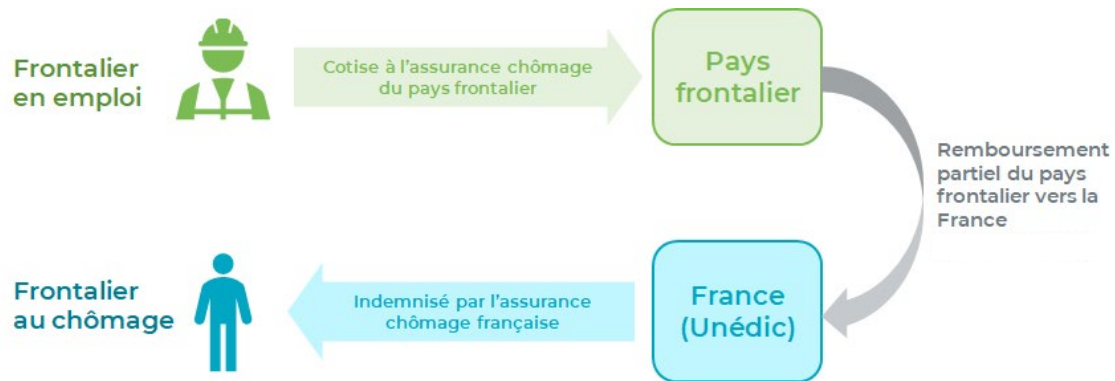 Frontalier
en emploi
Cotise à l'assurance chômage
du pays frontalier
Pays
frontalier
Remboursement
partiel du pays
frontalier vers la
France
Frontalier
au chômage
Indemnisé par l'assurance
chômage française
France
(Unédic)